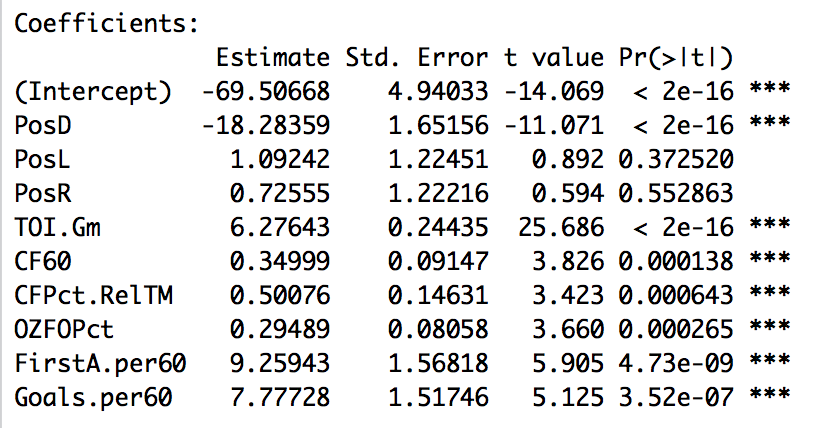 Coefficients:
Estimate Std. Error t value Pr(>|t|)
(Intercept) -69.50668 4.94033 -14.069 < 2e-16 ***
PosD -18.28359 1.65156 -11.071 < 2e-16 ***
PosL 1.09242 1.22451 0.892 0.372520
PosR 0.72555 1.22216 0.594 0.552863
TOI.Gm 6.27643 0.24435 25.686 < 2e-16 ***
CF60 0.34999 0.09147 3.826 0.000138 ***
CFPct.RelTM 0.50076 0.14631 3.423 0.000643 ***
OZFOPct 0.29489 0.08058 3.660 0.000265 ***
FirstA.per60 9.25943 1.56818 5.905 4.73e-09 ***
Goals.per60 7.77728 1.51746 5.125 3.52e-07 ***